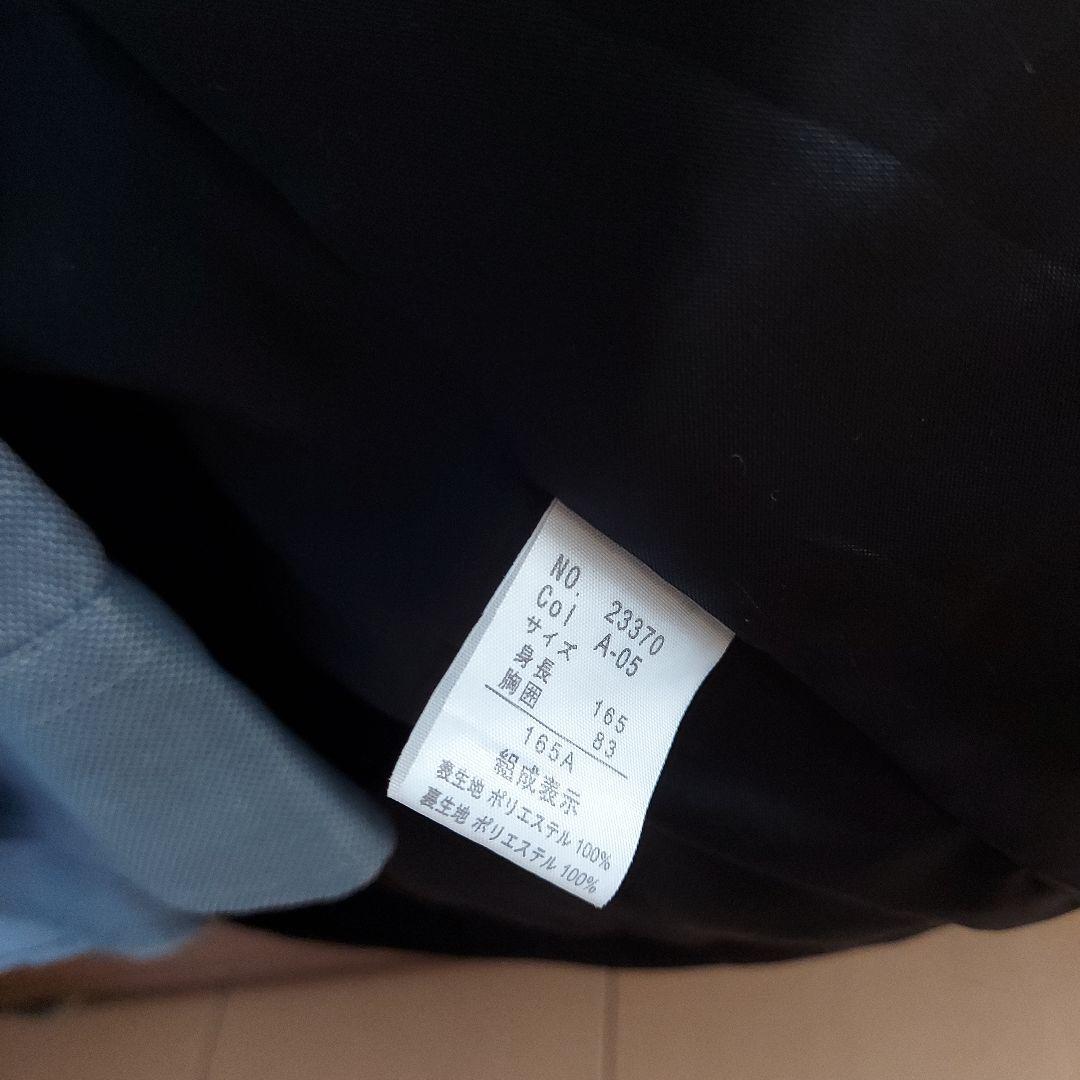 NO. 23370
Col A-05
サイズ
身長 165
胸囲 83
165A
組成表示
表生地 ポリエステル 100%
裏生地 ポリエステル 100%